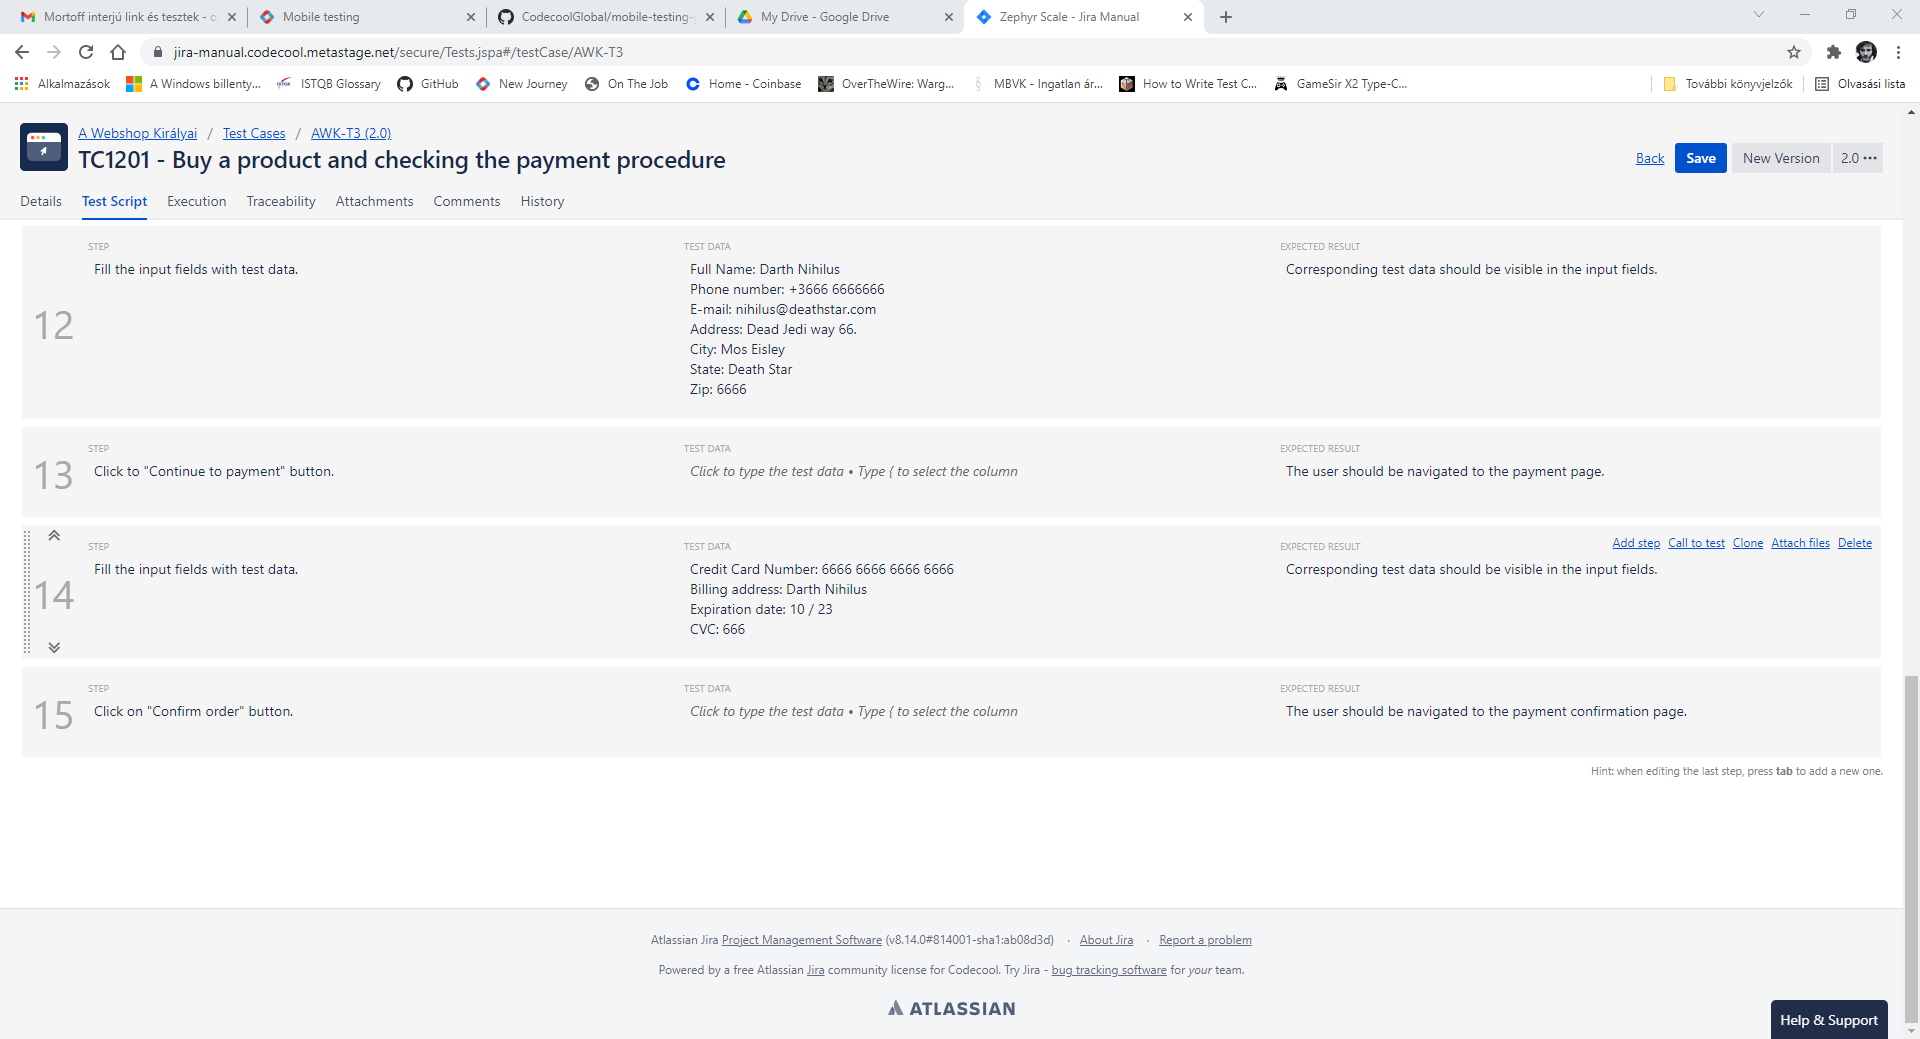 Mortoff interjú link és tesztek - o
Mobile testing
CodecoolGlobal/mobile-testing-
My Drive - Google Drive
Zephyr Scale - Jira Manual
jira-manual.codecool.metastage.net/secure/Tests.jspa#/testCase/AWK-T3
Alkalmazások
A Windows billenty...
ISTQB Glossary
GitHub
New Journey
On The Job
Home - Coinbase
OverTheWire: Warg...
MBVK - Ingatlan ár...
How to Write Test C...
GameSir X2 Type-C...
További könyvjelzők
Olvasási lista
A Webshop Királyai / Test Cases / AWK-T3 (2.0)
TC1201 - Buy a product and checking the payment procedure
Back
Save
New Version
2.0 •••
Details
Test Script
Execution
Traceability
Attachments
Comments
History
12
STEP
Fill the input fields with test data.
TEST DATA
Full Name: Darth Nihilus
Phone number: +3666 6666666
E-mail: nihilus@deathstar.com
Address: Dead Jedi way 66.
City: Mos Eisley
State: Death Star
Zip: 6666
EXPECTED RESULT
Corresponding test data should be visible in the input fields.
13
STEP
Click to "Continue to payment" button.
TEST DATA
Click to type the test data • Type { to select the column
EXPECTED RESULT
The user should be navigated to the payment page.
14
STEP
Fill the input fields with test data.
TEST DATA
Credit Card Number: 6666 6666 6666 6666
Billing address: Darth Nihilus
Expiration date: 10 / 23
CVC: 666
EXPECTED RESULT
Add step Call to test Clone Attach files Delete
Corresponding test data should be visible in the input fields.
15
STEP
Click on "Confirm order" button.
TEST DATA
Click to type the test data • Type { to select the column
EXPECTED RESULT
The user should be navigated to the payment confirmation page.
Hint: when editing the last step, press tab to add a new one.
Atlassian Jira Project Management Software (v8.14.0#814001-sha1:ab08d3d) · About Jira · Report a problem
Powered by a free Atlassian Jira community license for Codecool. Try Jira - bug tracking software for your team.
ATLASSIAN
Help & Support